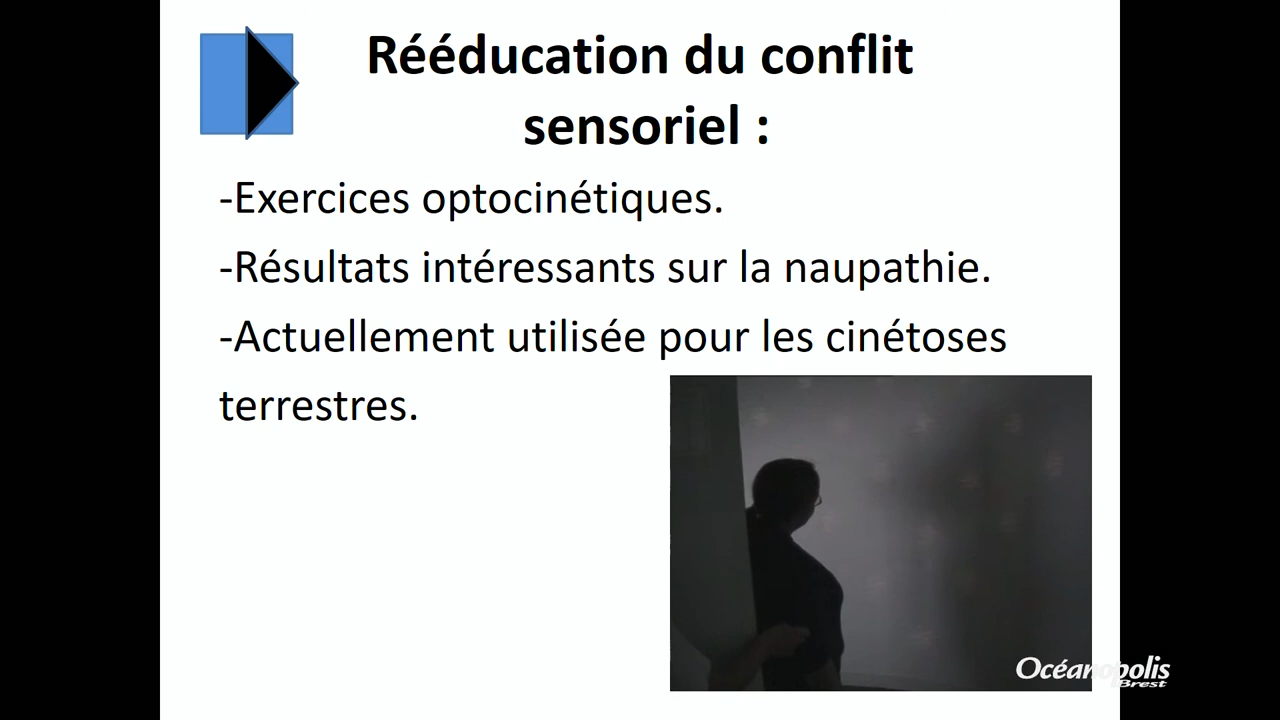 Rééducation du conflit
sensoriel :
-Exercices optocinétiques.
-Résultats intéressants sur la naupathie.
-Actuellement utilisée pour les cinétoses
terrestres.
Océanopolis
Brest